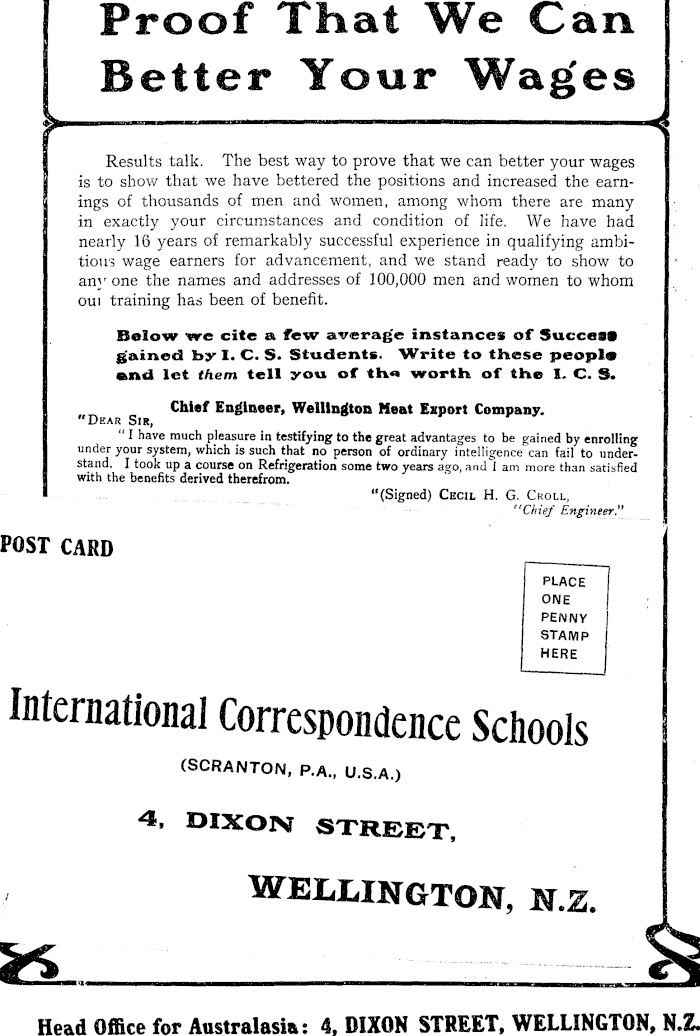 Proof That We Can
Better Your Wages
Results talk. The best way to prove that we can better your wages
is to show that we have bettered the positions and increased the earn-
ings of thousands of men and women, among whom there are many
in exactly your circumstances and condition of life. We have had
nearly 16 years of remarkably successful experience in qualifying ambi-
tious wage earners for advancement, and we stand ready to show to
any one the names and addresses of 100,000 men and women to whom
our training has been of benefit.
Below we cite a few average instances of Success
gained by I. C. S. Students. Write to these people
and let them tell you of the worth of the I. C. S.
Chief Engineer, Wellington Meat Export Company.
"DEAR SIR,
"I have much pleasure in testifying to the great advantages to be gained by enrolling
under your system, which is such that no person of ordinary intelligence can fail to under-
stand. I took up a course on Refrigeration some two years ago, and I am more than satisfied
with the benefits derived therefrom.
"(Signed) CECIL H. G. CROLL,
"Chief Engineer."
POST CARD
PLACE
ONE
PENNY
STAMP
HERE
International Correspondence Schools
(SCRANTON, P.A., U.S.A.)
4, DIXON STREET,
WELLINGTON, N.Z.
Head Office for Australasia: 4, DIXON STREET, WELLINGTON, N.Z.